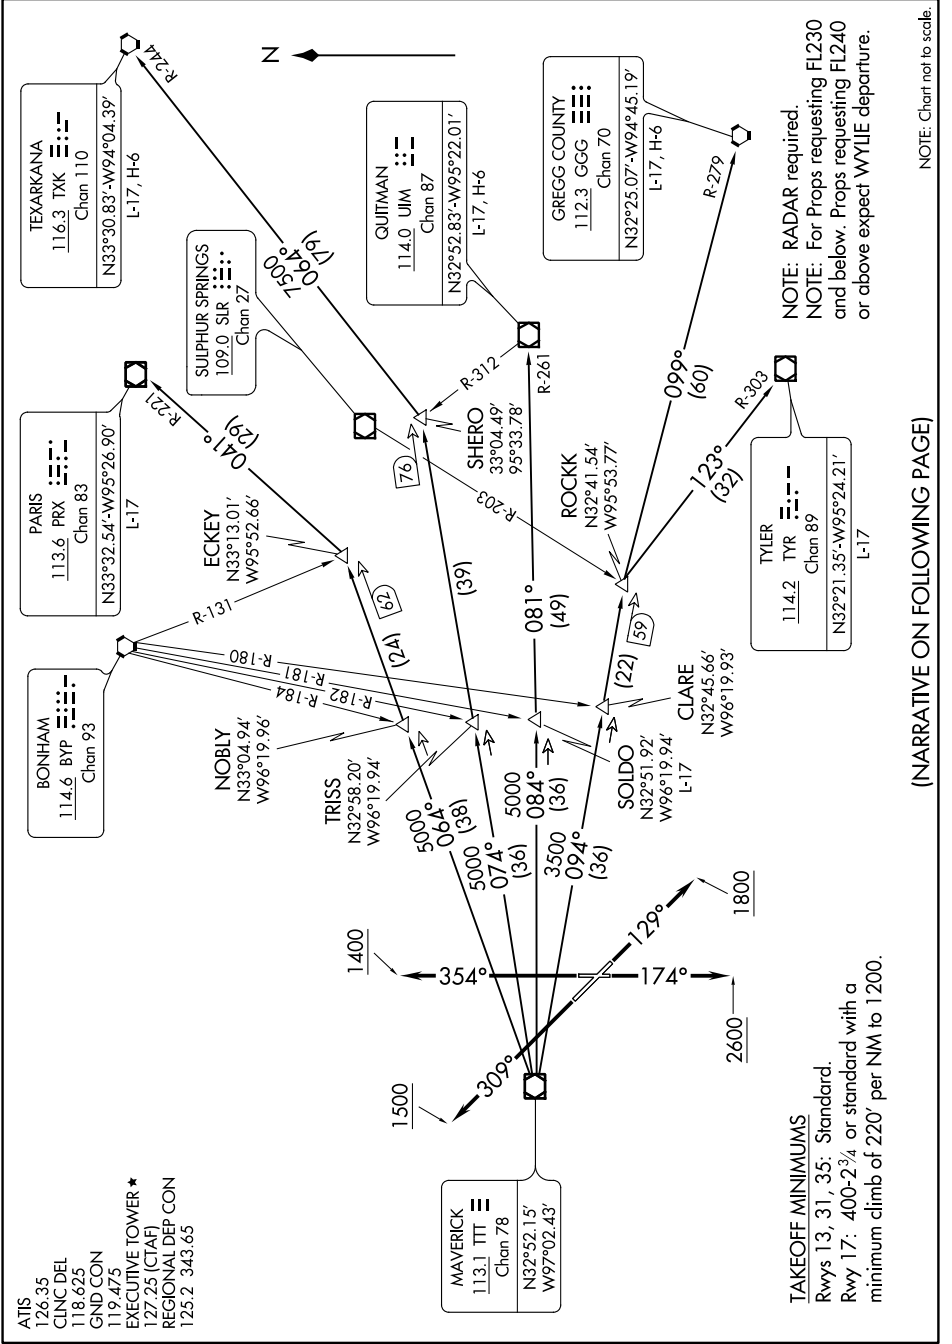 ATIS
126.35
CLNC DEL
118.625
GND CON
119.475
EXECUTIVE TOWER ★
127.25 (CTAF)
REGIONAL DEP CON
125.2 343.65
BONHAM
114.6 BYP
Chan 93
PARIS
113.6 PRX
Chan 83
N33°32.54'-W95°26.90'
L-17
TEXARKANA
116.3 TXK
Chan 110
N33°30.83'-W94°04.39'
L-17, H-6
SULPHUR SPRINGS
109.0 SLR
Chan 27
QUITMAN
114.0 UIM
Chan 87
N32°52.83'-W95°22.01'
L-17, H-6
GREGG COUNTY
112.3 GGG
Chan 70
N32°25.07'-W94°45.19'
L-17, H-6
TYLER
114.2 TYR
Chan 89
N32°21.35'-W95°24.21'
L-17
MAVERICK
113.1 TTT
Chan 78
N32°52.15'
W97°02.43'
NOBLY
N33°04.94'
W96°19.96'
TRISS
N32°58.20'
W96°19.94'
SOLDO
N32°51.92'
W96°19.94'
L-17
CLARE
N32°45.66'
W96°19.93'
ECKEY
N33°13.01'
W95°52.66'
SHERO
33°04.49'
95°33.78'
ROCKK
N32°41.54'
W95°53.77'
N
R-244
R-221
R-131
R-180
R-181
R-182
R-184
R-312
R-261
R-203
R-279
R-303
5000
064°
(38)
5000
074°
(36)
5000
084°
(36)
3500
094°
(36)
(24)
62
041°
(29)
(39)
76
7500
064°
(79)
081°
(49)
(22)
59
099°
(60)
123°
(32)
1400
354°
174°
2600
1500
309°
129°
1800
TAKEOFF MINIMUMS
Rwys 13, 31, 35: Standard.
Rwy 17: 400-2¾ or standard with a
minimum climb of 220' per NM to 1200.
NOTE: RADAR required.
NOTE: For Props requesting FL230
and below. Props requesting FL240
or above expect WYLIE departure.
NOTE: Chart not to scale.
(NARRATIVE ON FOLLOWING PAGE)